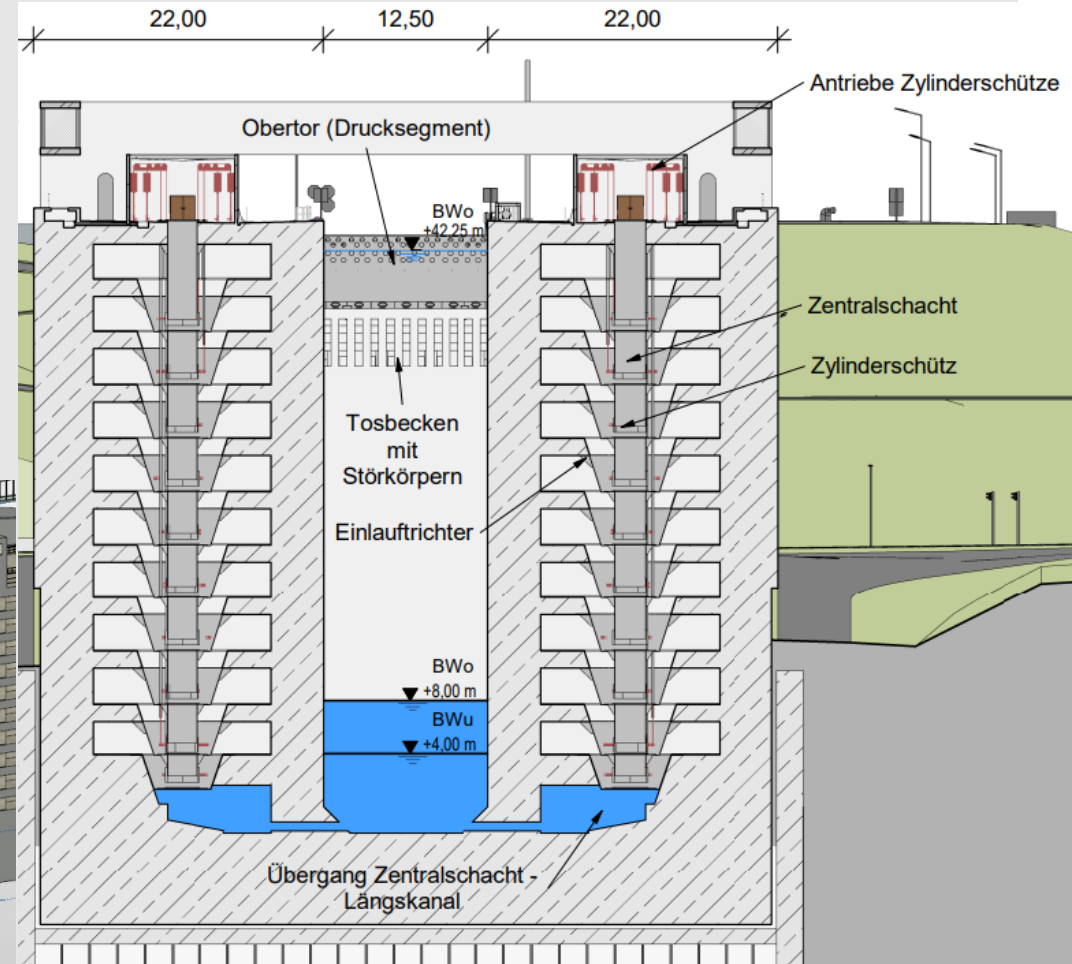 22,00 12,50 22,00
Antriebe Zylinderschütze
Obertor (Drucksegment)
BWo
+42,25 m
Zentralschacht
Zylinderschütz
Tosbecken
mit
Störkörpern
Einlauftrichter
BWo
+8,00 m
BWu
+4,00 m
Übergang Zentralschacht -
Längskanal